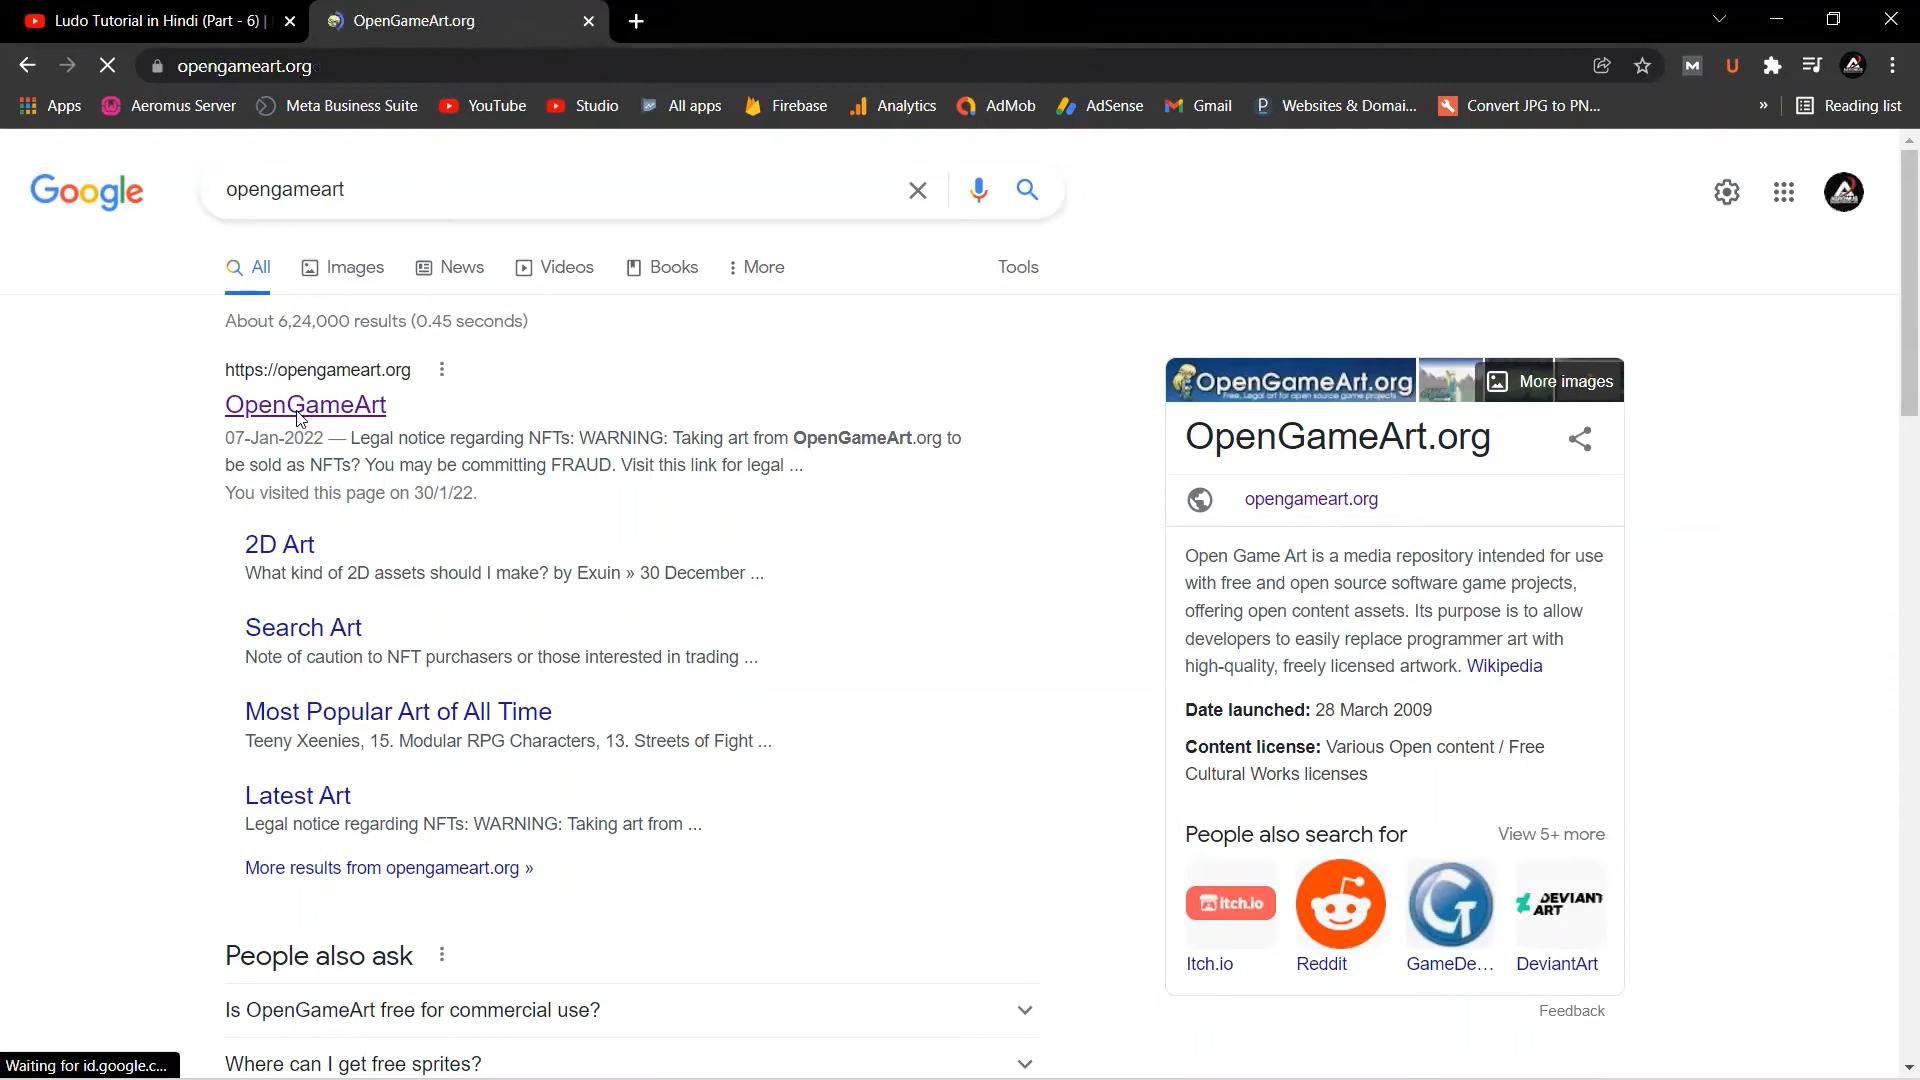 Ludo Tutorial in Hindi (Part - 6) |
OpenGameArt.org
opengameart.org
Apps
Aeromus Server
Meta Business Suite
YouTube
Studio
All apps
Firebase
Analytics
AdMob
AdSense
Gmail
Websites & Domai...
Convert JPG to PN...
»
Reading list
Google
opengameart
All
Images
News
Videos
Books
More
Tools
About 6,24,000 results (0.45 seconds)
https://opengameart.org
OpenGameArt
07-Jan-2022 — Legal notice regarding NFTs: WARNING: Taking art from OpenGameArt.org to
be sold as NFTs? You may be committing FRAUD. Visit this link for legal ...
You visited this page on 30/1/22.
2D Art
What kind of 2D assets should I make? by Exuin » 30 December ...
Search Art
Note of caution to NFT purchasers or those interested in trading ...
Most Popular Art of All Time
Teeny Xeenies, 15. Modular RPG Characters, 13. Streets of Fight ...
Latest Art
Legal notice regarding NFTs: WARNING: Taking art from ...
More results from opengameart.org »
People also ask
Is OpenGameArt free for commercial use?
Where can I get free sprites?
OpenGameArt.org
Free, Legal art for open source game projects
More images
OpenGameArt.org
opengameart.org
Open Game Art is a media repository intended for use
with free and open source software game projects,
offering open content assets. Its purpose is to allow
developers to easily replace programmer art with
high-quality, freely licensed artwork. Wikipedia
Date launched: 28 March 2009
Content license: Various Open content / Free
Cultural Works licenses
People also search for
View 5+ more
itch.io
DEVIANT
ART
Itch.io
Reddit
GameDe...
DeviantArt
Feedback
Waiting for id.google.c...